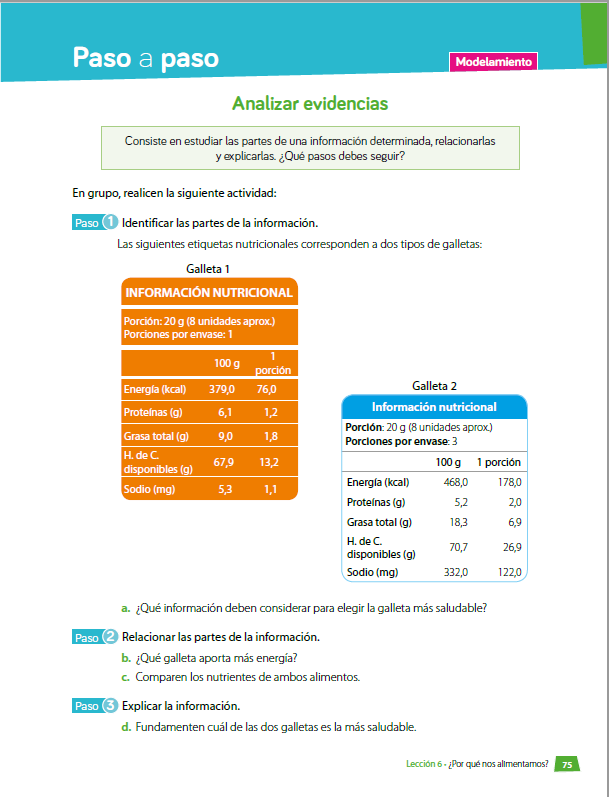 Paso a paso
Modelamiento
Analizar evidencias
Consiste en estudiar las partes de una información determinada, relacionarlas
y explicarlas. ¿Qué pasos debes seguir?
En grupo, realicen la siguiente actividad:
Paso 1 Identificar las partes de la información.
Las siguientes etiquetas nutricionales corresponden a dos tipos de galletas:
Galleta 1
INFORMACIÓN NUTRICIONAL
Porción: 20 g (8 unidades aprox.)
Porciones por envase: 1
100 g 1 porción
Energía (kcal) 379,0 76,0
Proteínas (g) 6,1 1,2
Grasa total (g) 9,0 1,8
H. de C.
disponibles (g) 67,9 13,2
Sodio (mg) 5,3 1,1
Galleta 2
Información nutricional
Porción: 20 g (8 unidades aprox.)
Porciones por envase: 3
100 g 1 porción
Energía (kcal) 468,0 178,0
Proteínas (g) 5,2 2,0
Grasa total (g) 18,3 6,9
H. de C.
disponibles (g) 70,7 26,9
Sodio (mg) 332,0 122,0
a. ¿Qué información deben considerar para elegir la galleta más saludable?
Paso 2 Relacionar las partes de la información.
b. ¿Qué galleta aporta más energía?
c. Comparen los nutrientes de ambos alimentos.
Paso 3 Explicar la información.
d. Fundamenten cuál de las dos galletas es la más saludable.
Lección 6 • ¿Por qué nos alimentamos? 75